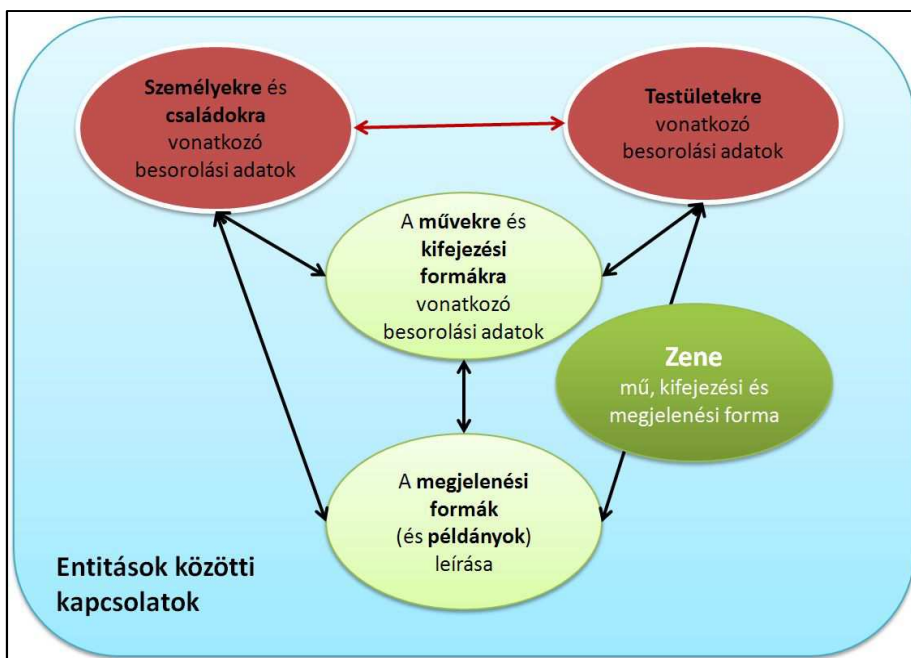 Személyekre és
családokra
vonatkozó
besorolási adatok
Testületekre
vonatkozó
besorolási adatok
A művekre és
kifejezési
formákra
vonatkozó
besorolási adatok
Zene
mű, kifejezési és
megjelenési forma
A megjelenési
formák
(és példányok)
leírása
Entitások közötti
kapcsolatok